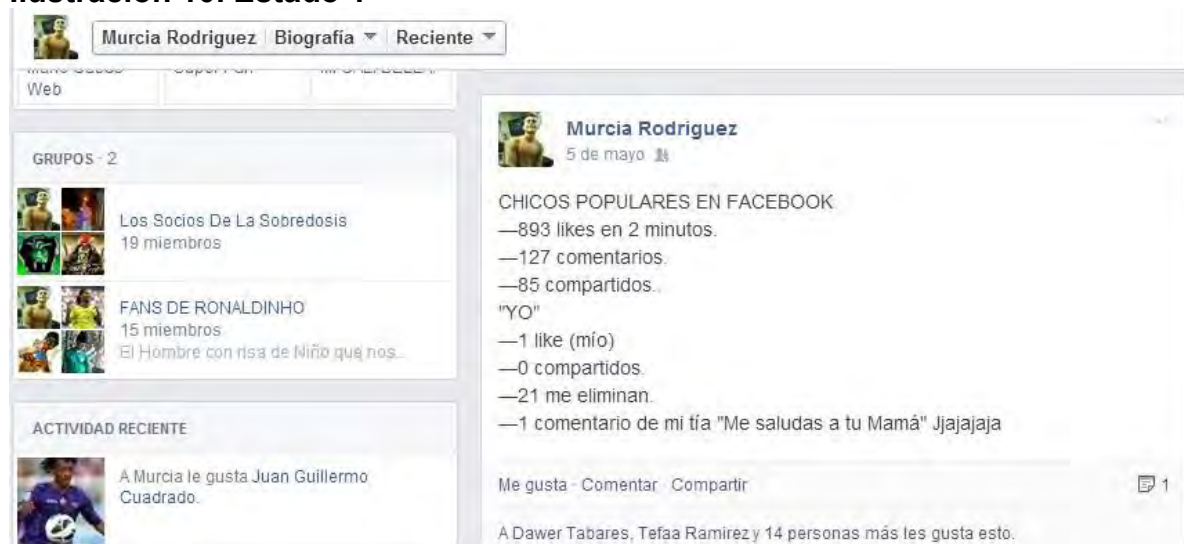 Murcia Rodriguez Biografía Reciente
Web
GRUPOS · 2
Los Socios De La Sobredosis
19 miembros
FANS DE RONALDINHO
15 miembros
El Hombre con risa de Niño que nos...
ACTIVIDAD RECIENTE
A Murcia le gusta Juan Guillermo
Cuadrado.
Murcia Rodriguez
5 de mayo
CHICOS POPULARES EN FACEBOOK
—893 likes en 2 minutos.
—127 comentarios.
—85 compartidos..
"YO"
—1 like (mío)
—0 compartidos.
—21 me eliminan.
—1 comentario de mi tía "Me saludas a tu Mamá" Jjajajaja
Me gusta · Comentar · Compartir
1
A Dawer Tabares, Tefaa Ramirez y 14 personas más les gusta esto.